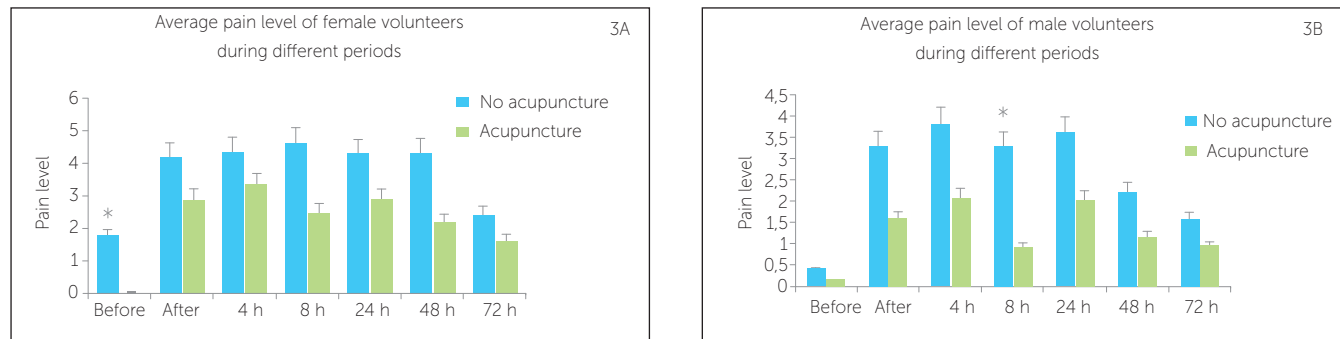 Average pain level of female volunteers
during different periods
3A
Pain level
6
5
4
3
2
1
0
*
No acupuncture
Acupuncture
Before After 4 h 8 h 24 h 48 h 72 h
Average pain level of male volunteers
during different periods
3B
Pain level
4,5
4
3,5
3
2,5
2
1,5
1
0,5
0
*
No acupuncture
Acupuncture
Before After 4 h 8 h 24 h 48 h 72 h